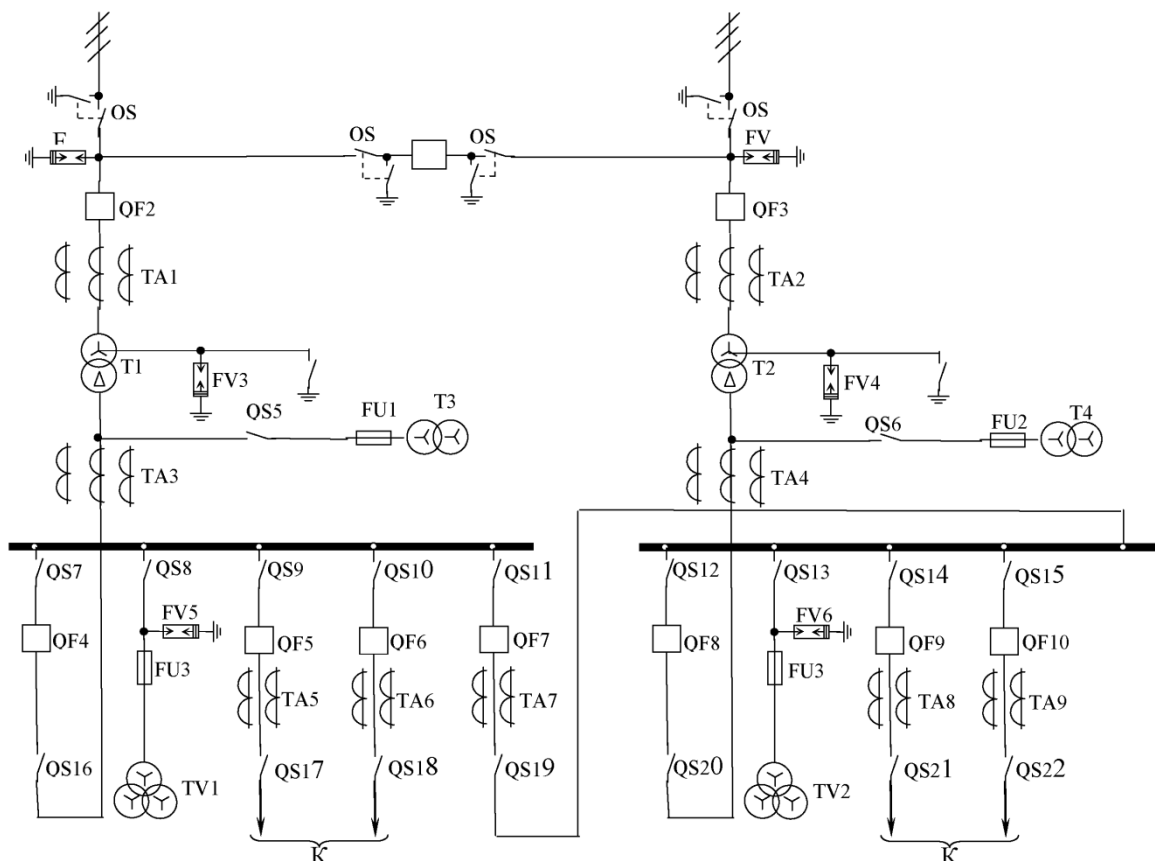 OS
OS
F
OS
OS
FV
QF2
QF3
TA1
TA2
T1
T2
FV3
FV4
QS5
FU1
T3
QS6
FU2
T4
TA3
TA4
QS7
QS8
QS9
QS10
QS11
QS12
QS13
QS14
QS15
FV5
FV6
QF4
QF5
QF6
QF7
QF8
QF9
QF10
FU3
FU3
TA5
TA6
TA7
TA8
TA9
QS16
TV1
QS17
QS18
QS19
QS20
TV2
QS21
QS22
К
К